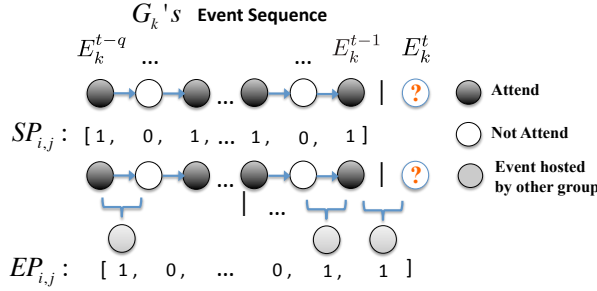 G_k's Event Sequence
E_k^{t-q} ... ... E_k^{t-1} E_k^t
... | ? Attend
SP_{i,j} : [ 1, 0, 1, ... 1, 0, 1 ] Not Attend
... | ? Event hosted
by other group
| ...
EP_{i,j} : [ 1, 0, ... 0, 1, 1 ]